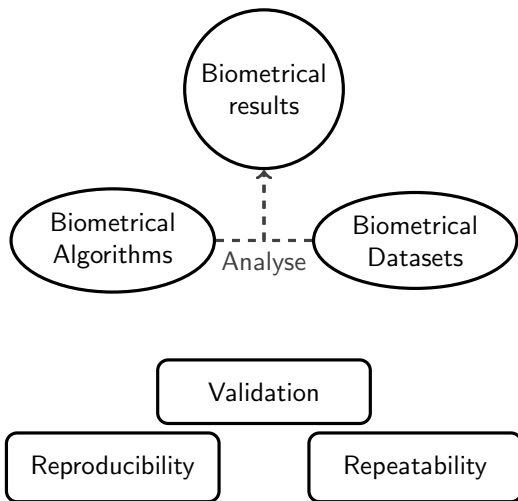 Biometrical
results
Biometrical
Algorithms
Biometrical
Datasets
Analyse
Validation
Reproducibility
Repeatability